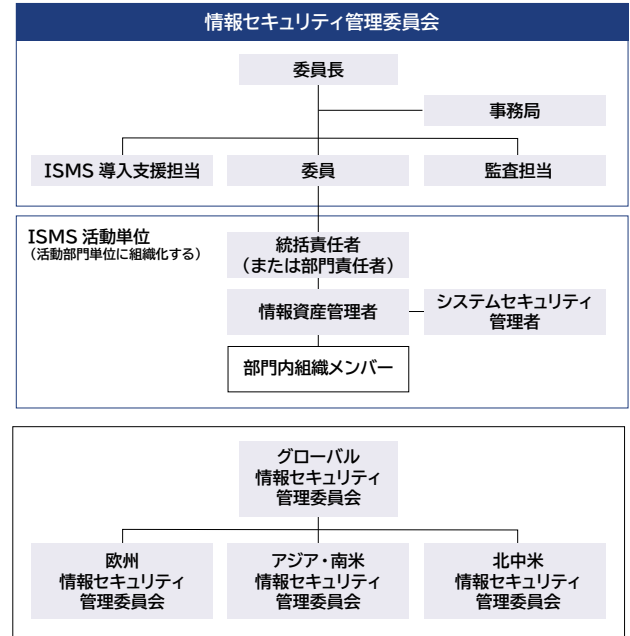 情報セキュリティ管理委員会
委員長
事務局
ISMS 導入支援担当
委員
監査担当
ISMS 活動単位
（活動部門単位に組織化する）
統括責任者
（または部門責任者）
情報資産管理者
システムセキュリティ
管理者
部門内組織メンバー
グローバル
情報セキュリティ
管理委員会
欧州
情報セキュリティ
管理委員会
アジア・南米
情報セキュリティ
管理委員会
北中米
情報セキュリティ
管理委員会